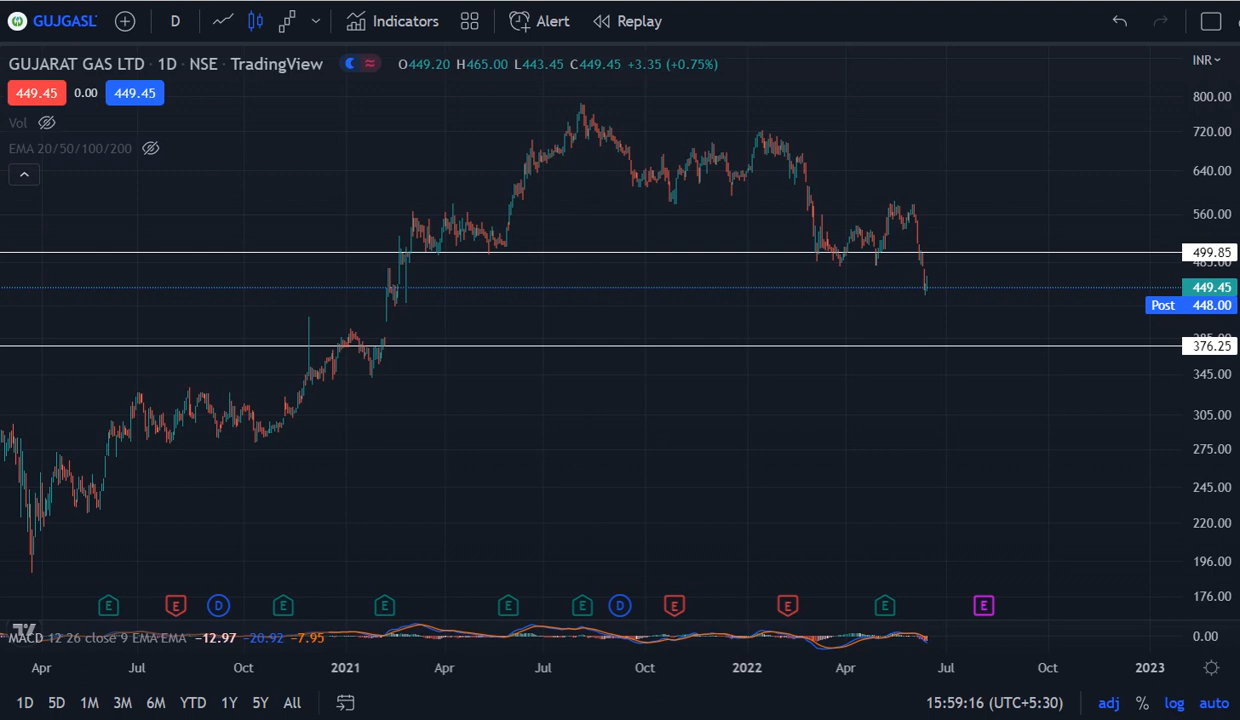 GUJGASL D Indicators Alert Replay
GUJARAT GAS LTD · 1D · NSE · TradingView O449.20 H465.00 L443.45 C449.45 +3.35 (+0.75%)
INR
449.45 0.00 449.45
Vol
EMA 20/50/100/200
800.00
720.00
640.00
560.00
499.85
449.45
Post 448.00
376.25
345.00
305.00
275.00
245.00
220.00
196.00
176.00
E E D E E E E D E E E E
MACD 12 26 close 9 EMA EMA −12.97 −20.92 −7.95
0.00
Apr Jul Oct 2021 Apr Jul Oct 2022 Apr Jul Oct 2023
1D 5D 1M 3M 6M YTD 1Y 5Y All 15:59:16 (UTC+5:30) adj % log auto